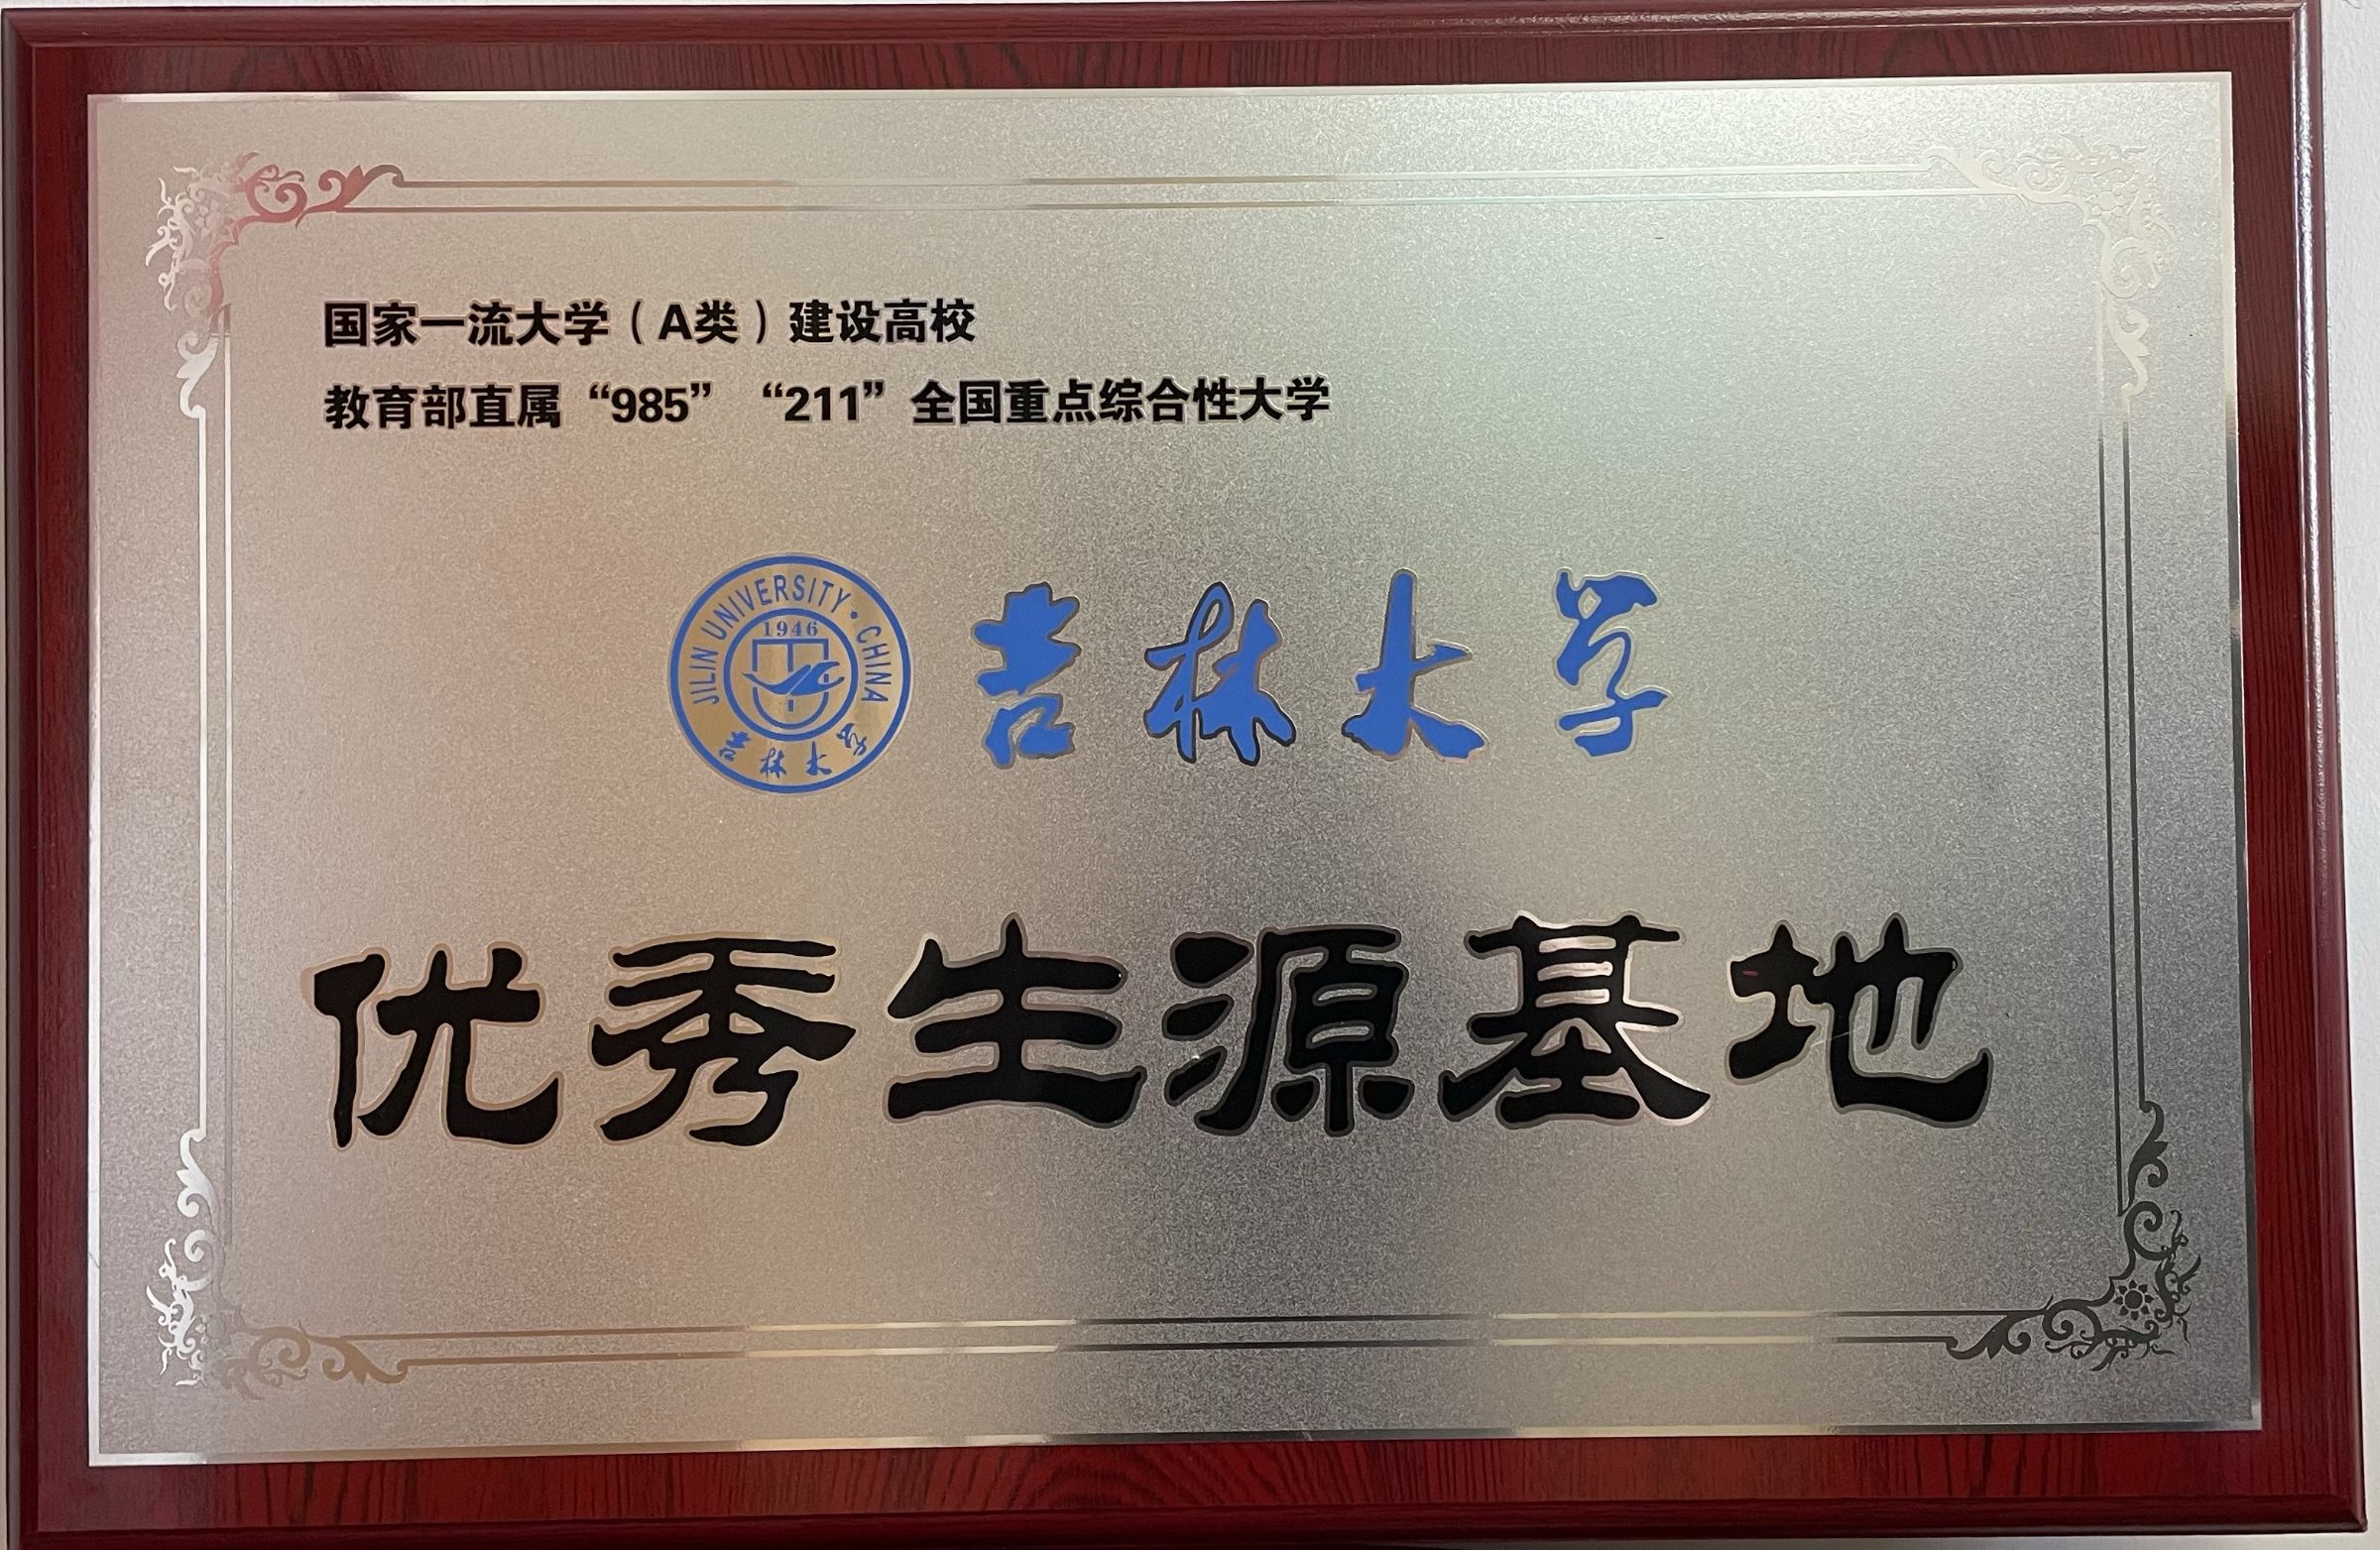 国家一流大学（A类）建设高校
教育部直属“985” “211”全国重点综合性大学
JILIN UNIVERSITY · CHINA
1946
吉林大学
吉林大学
优秀生源基地